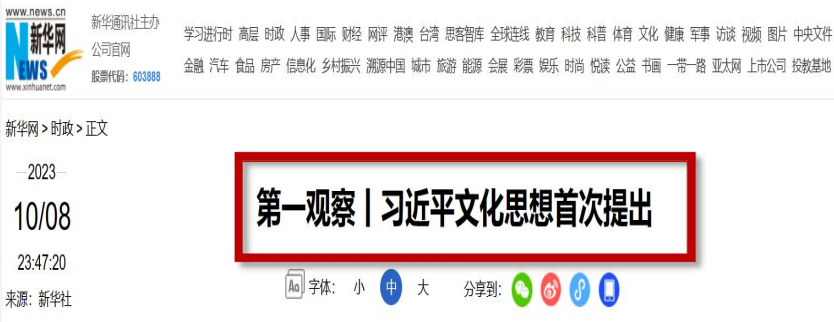 www.news.cn
新华网
NEWS
www.xinhuanet.com
新华通讯社主办
公司官网
股票代码：603888
学习进行时 高层 时政 人事 国际 财经 网评 港澳 台湾 思客智库 全球连线 教育 科技 科普 体育 文化 健康 军事 访谈 视频 图片 中央文件
金融 汽车 食品 房产 信息化 乡村振兴 溯源中国 城市 旅游 能源 会展 彩票 娱乐 时尚 悦读 公益 书画 一带一路 亚太网 上市公司 投教基地
新华网 > 时政 > 正文
2023
10/08
23:47:20
来源：新华社
第一观察丨习近平文化思想首次提出
Aa 字体： 小 中 大 分享到：